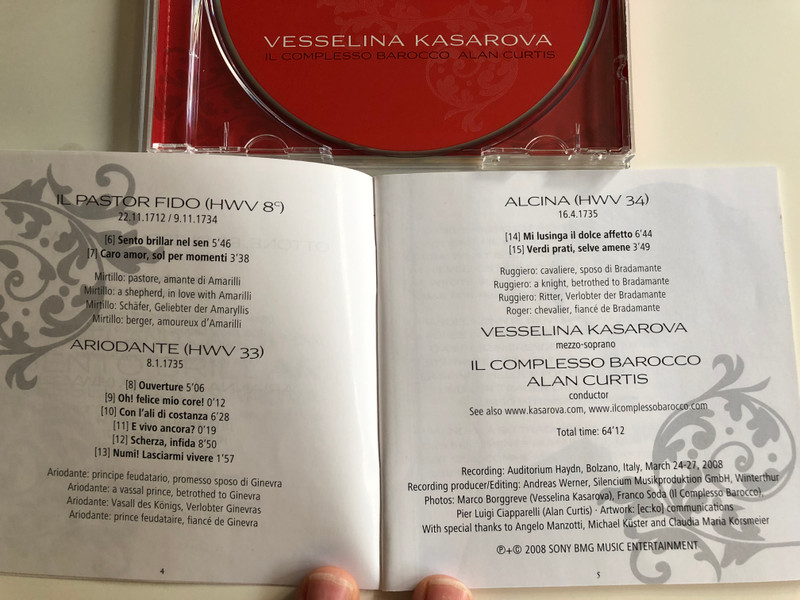 VESSELINA KASAROVA
IL COMPLESSO BAROCCO ALAN CURTIS
IL PASTOR FIDO (HWV 8c)
22.11.1712 / 9.11.1734
[6] Sento brillar nel sen 5'46
[7] Caro amor, sol per momenti 3'38
Mirtillo: pastore, amante di Amarilli
Mirtillo: a shepherd, in love with Amarilli
Mirtillo: Schäfer, Geliebter der Amaryllis
Mirtillo: berger, amoureux d'Amarilli
ARIODANTE (HWV 33)
8.1.1735
[8] Ouverture 5'06
[9] Oh! felice mio core! 0'12
[10] Con l'ali di costanza 6'28
[11] E vivo ancora? 0'19
[12] Scherza, infida 8'50
[13] Numi! Lasciarmi vivere 1'57
Ariodante: principe feudatario, promesso sposo di Ginevra
Ariodante: a vassal prince, betrothed to Ginevra
Ariodante: Vasall des Königs, Verlobter Ginevras
Ariodante: prince feudataire, fiancé de Ginevra
4
ALCINA (HWV 34)
16.4.1735
[14] Mi lusinga il dolce affetto 6'44
[15] Verdi prati, selve amene 3'49
Ruggiero: cavaliere, sposo di Bradamante
Ruggiero: a knight, betrothed to Bradamante
Ruggiero: Ritter, Verlobter der Bradamante
Roger: chevalier, fiancé de Bradamante
VESSELINA KASAROVA
mezzo-soprano
IL COMPLESSO BAROCCO
ALAN CURTIS
conductor
See also www.kasarova.com, www.ilcomplessobarocco.com
Total time: 64'12
Recording: Auditorium Haydn, Bolzano, Italy, March 24-27, 2008
Recording producer/Editing: Andreas Werner, Silencium Musikproduktion GmbH, Winterthur
Photos: Marco Borggreve (Vesselina Kasarova), Franco Soda (Il Complesso Barocco),
Pier Luigi Ciapparelli (Alan Curtis) · Artwork: [ec:ko] communications
With special thanks to Angelo Manzotti, Michael Küster and Claudia Maria Korsmeier
℗+© 2008 SONY BMG MUSIC ENTERTAINMENT
5